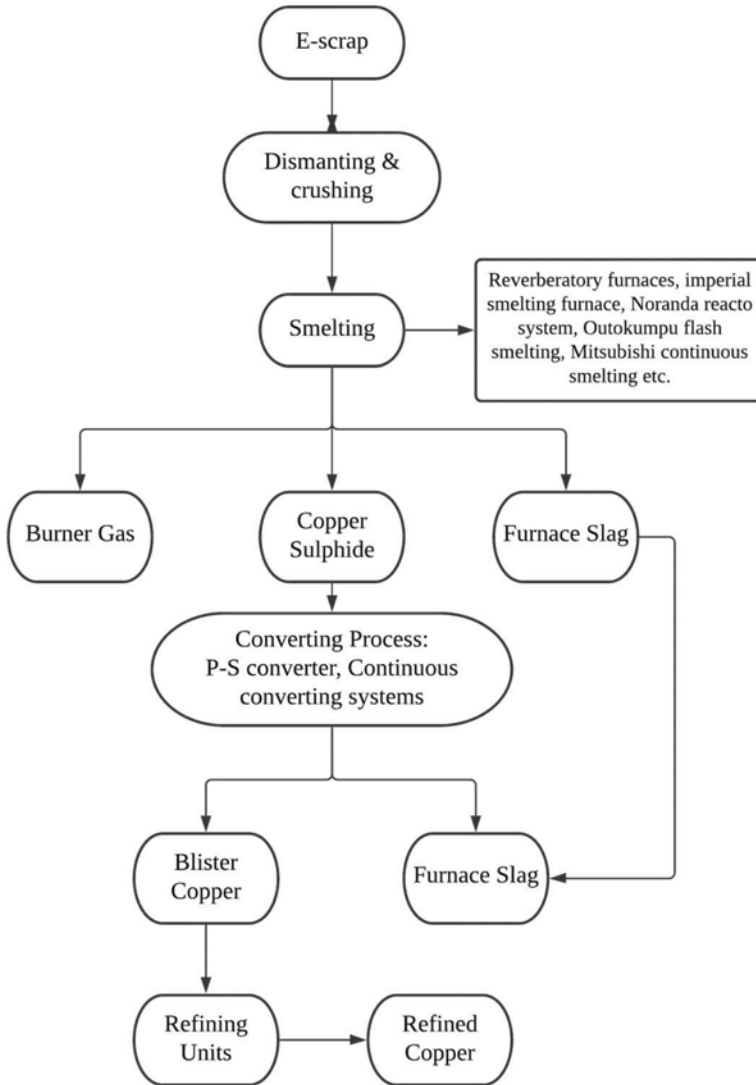 E-scrap
Dismanting &
crushing
Smelting
Reverberatory furnaces, imperial
smelting furnace, Noranda reacto
system, Outokumpu flash
smelting, Mitsubishi continuous
smelting etc.
Burner Gas
Copper
Sulphide
Furnace Slag
Converting Process:
P-S converter, Continuous
converting systems
Blister
Copper
Furnace Slag
Refining
Units
Refined
Copper